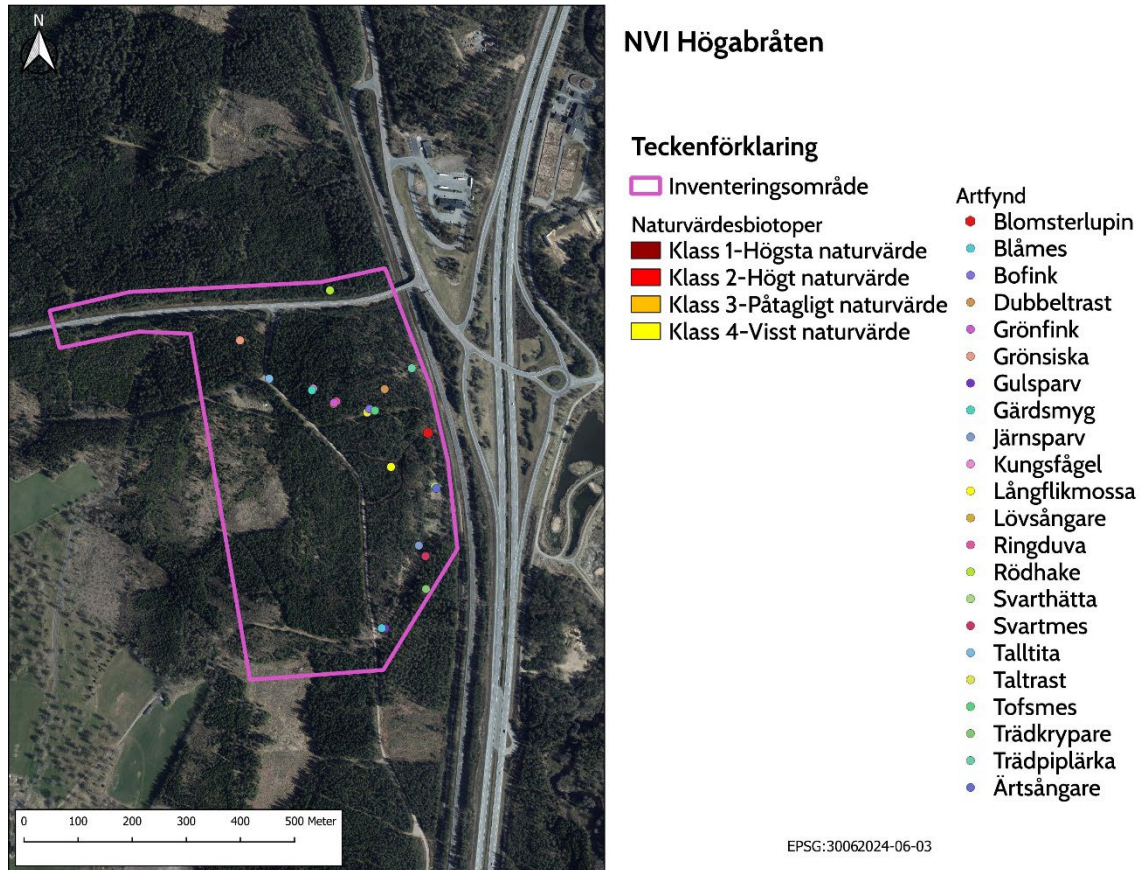 N
NVI Högabråten
Teckenförklaring
Inventeringsområde
Naturvärdesbiotoper
Klass 1-Högsta naturvärde
Klass 2-Högt naturvärde
Klass 3-Påtagligt naturvärde
Klass 4-Visst naturvärde
Artfynd
Blomsterlupin
Blåmes
Bofink
Dubbeltrast
Grönfink
Grönsiska
Gulsparv
Gärdsmyg
Järnsparv
Kungsfågel
Långflikmossa
Lövsångare
Ringduva
Rödhake
Svarthätta
Svartmes
Talltita
Taltrast
Tofsmes
Trädkrypare
Trädpiplärka
Ärtsångare
0 100 200 300 400 500 Meter
EPSG:30062024-06-03